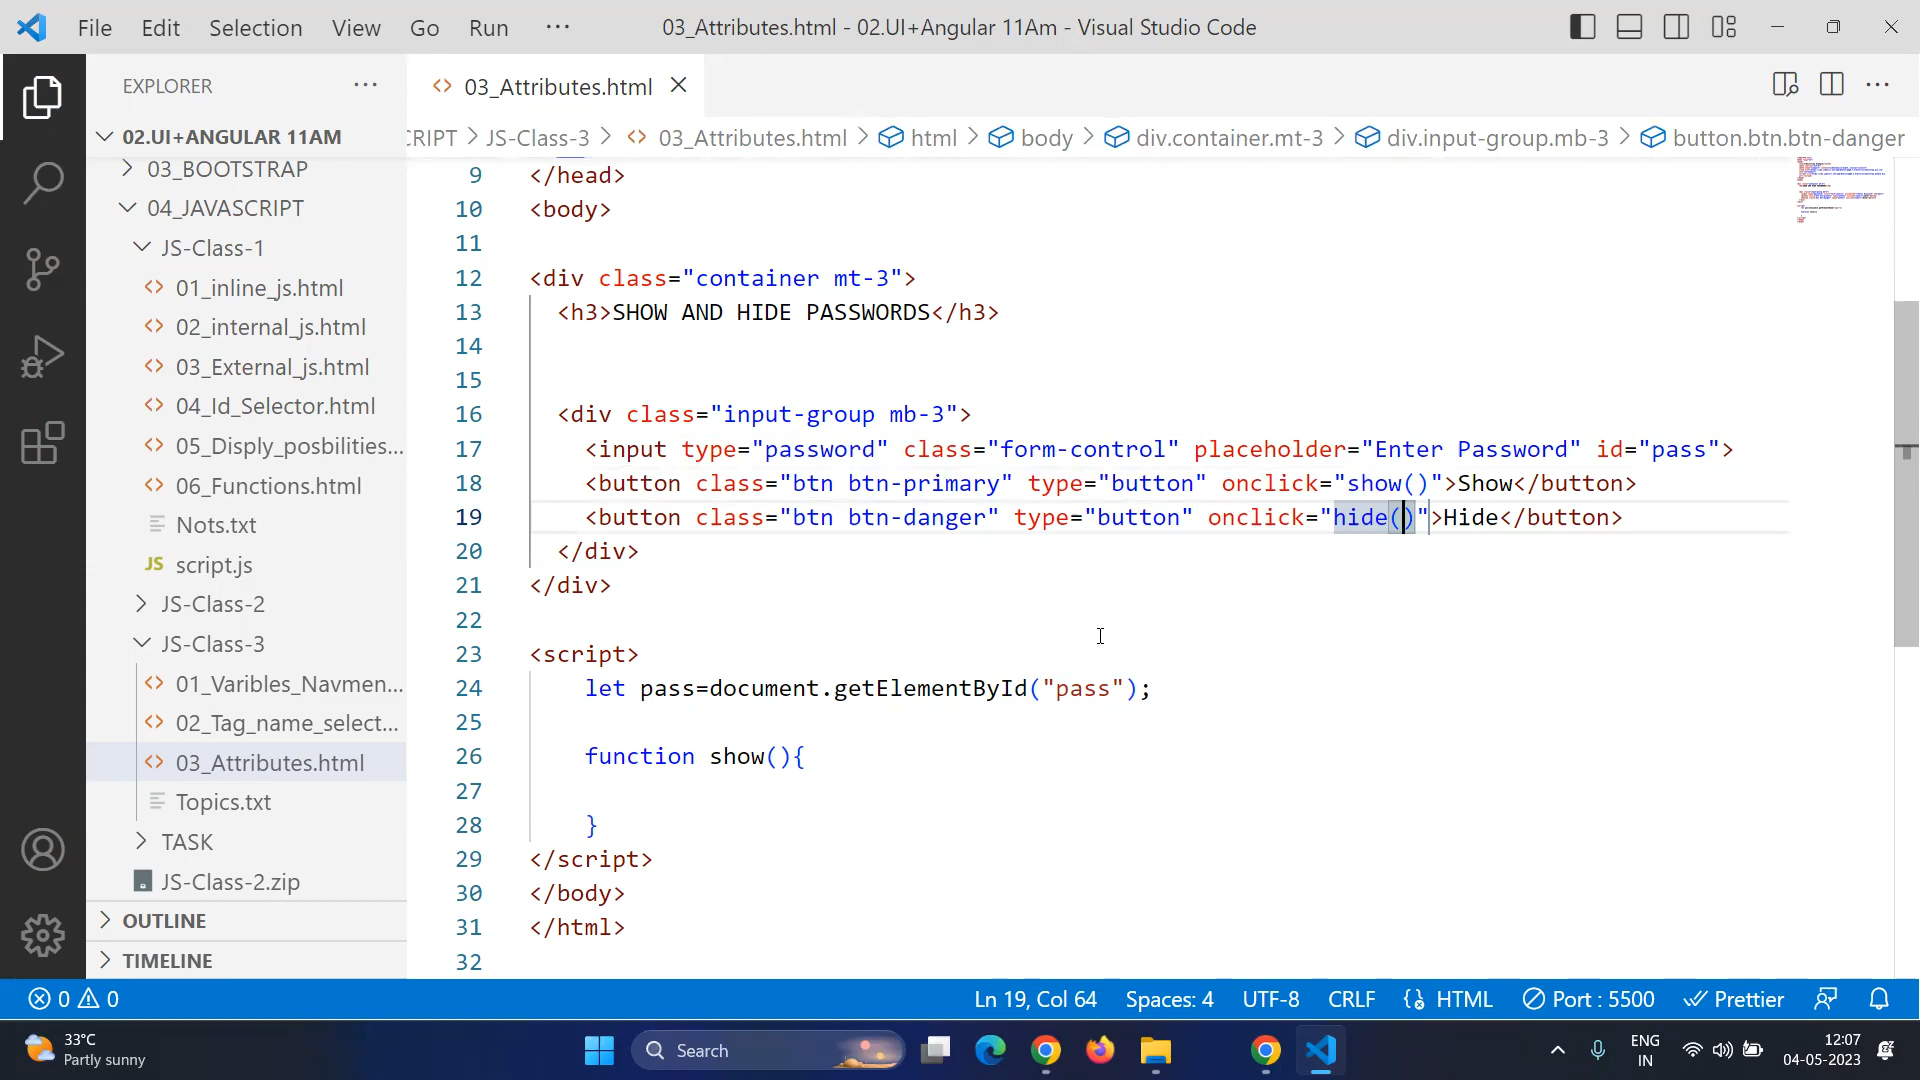 File Edit Selection View Go Run ··· 03_Attributes.html - 02.UI+Angular 11Am - Visual Studio Code
EXPLORER ···
02.UI+ANGULAR 11AM
03_BOOTSTRAP
04_JAVASCRIPT
JS-Class-1
01_inline_js.html
02_internal_js.html
03_External_js.html
04_Id_Selector.html
05_Disply_posbilities...
06_Functions.html
Nots.txt
JS script.js
JS-Class-2
JS-Class-3
01_Varibles_Navmen...
02_Tag_name_select...
03_Attributes.html
Topics.txt
TASK
JS-Class-2.zip
OUTLINE
TIMELINE
03_Attributes.html
CRIPT > JS-Class-3 > 03_Attributes.html > html > body > div.container.mt-3 > div.input-group.mb-3 > button.btn.btn-danger
9 </head>
10 <body>
11
12 <div class="container mt-3">
13 <h3>SHOW AND HIDE PASSWORDS</h3>
14
15
16 <div class="input-group mb-3">
17 <input type="password" class="form-control" placeholder="Enter Password" id="pass">
18 <button class="btn btn-primary" type="button" onclick="show()">Show</button>
19 <button class="btn btn-danger" type="button" onclick="hide()">Hide</button>
20 </div>
21 </div>
22
23 <script>
24 let pass=document.getElementById("pass");
25
26 function show(){
27
28 }
29 </script>
30 </body>
31 </html>
32
0 0 Ln 19, Col 64 Spaces: 4 UTF-8 CRLF HTML Port : 5500 Prettier
33°C
Partly sunny
Search
ENG
IN
12:07
04-05-2023